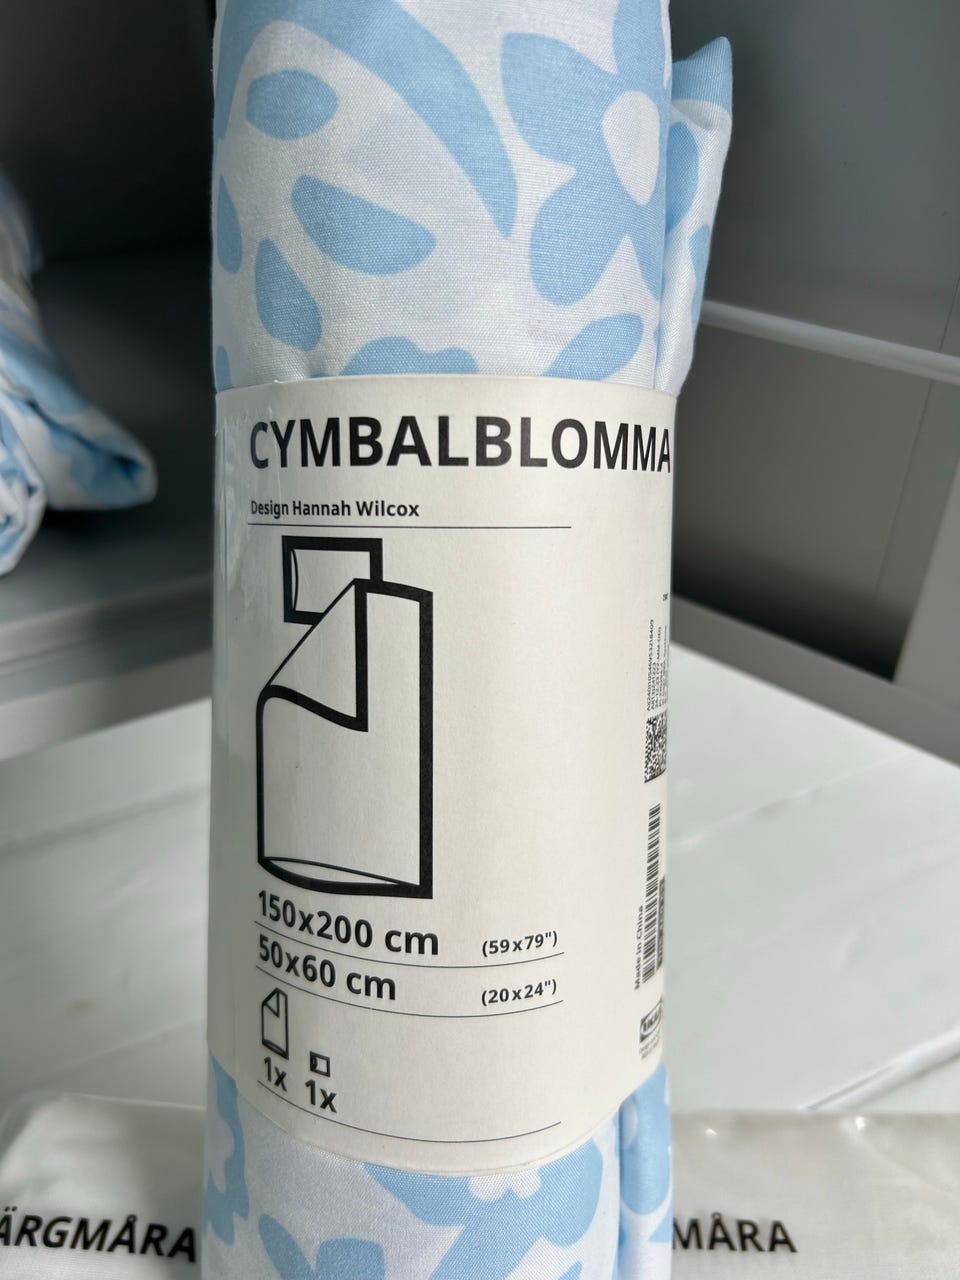 CYMBALBLOMMA
Design Hannah Wilcox
150x200 cm (59x79")
50x60 cm (20x24")
1x 1x
Made in China
ÄRGMÅRA
MÅRA